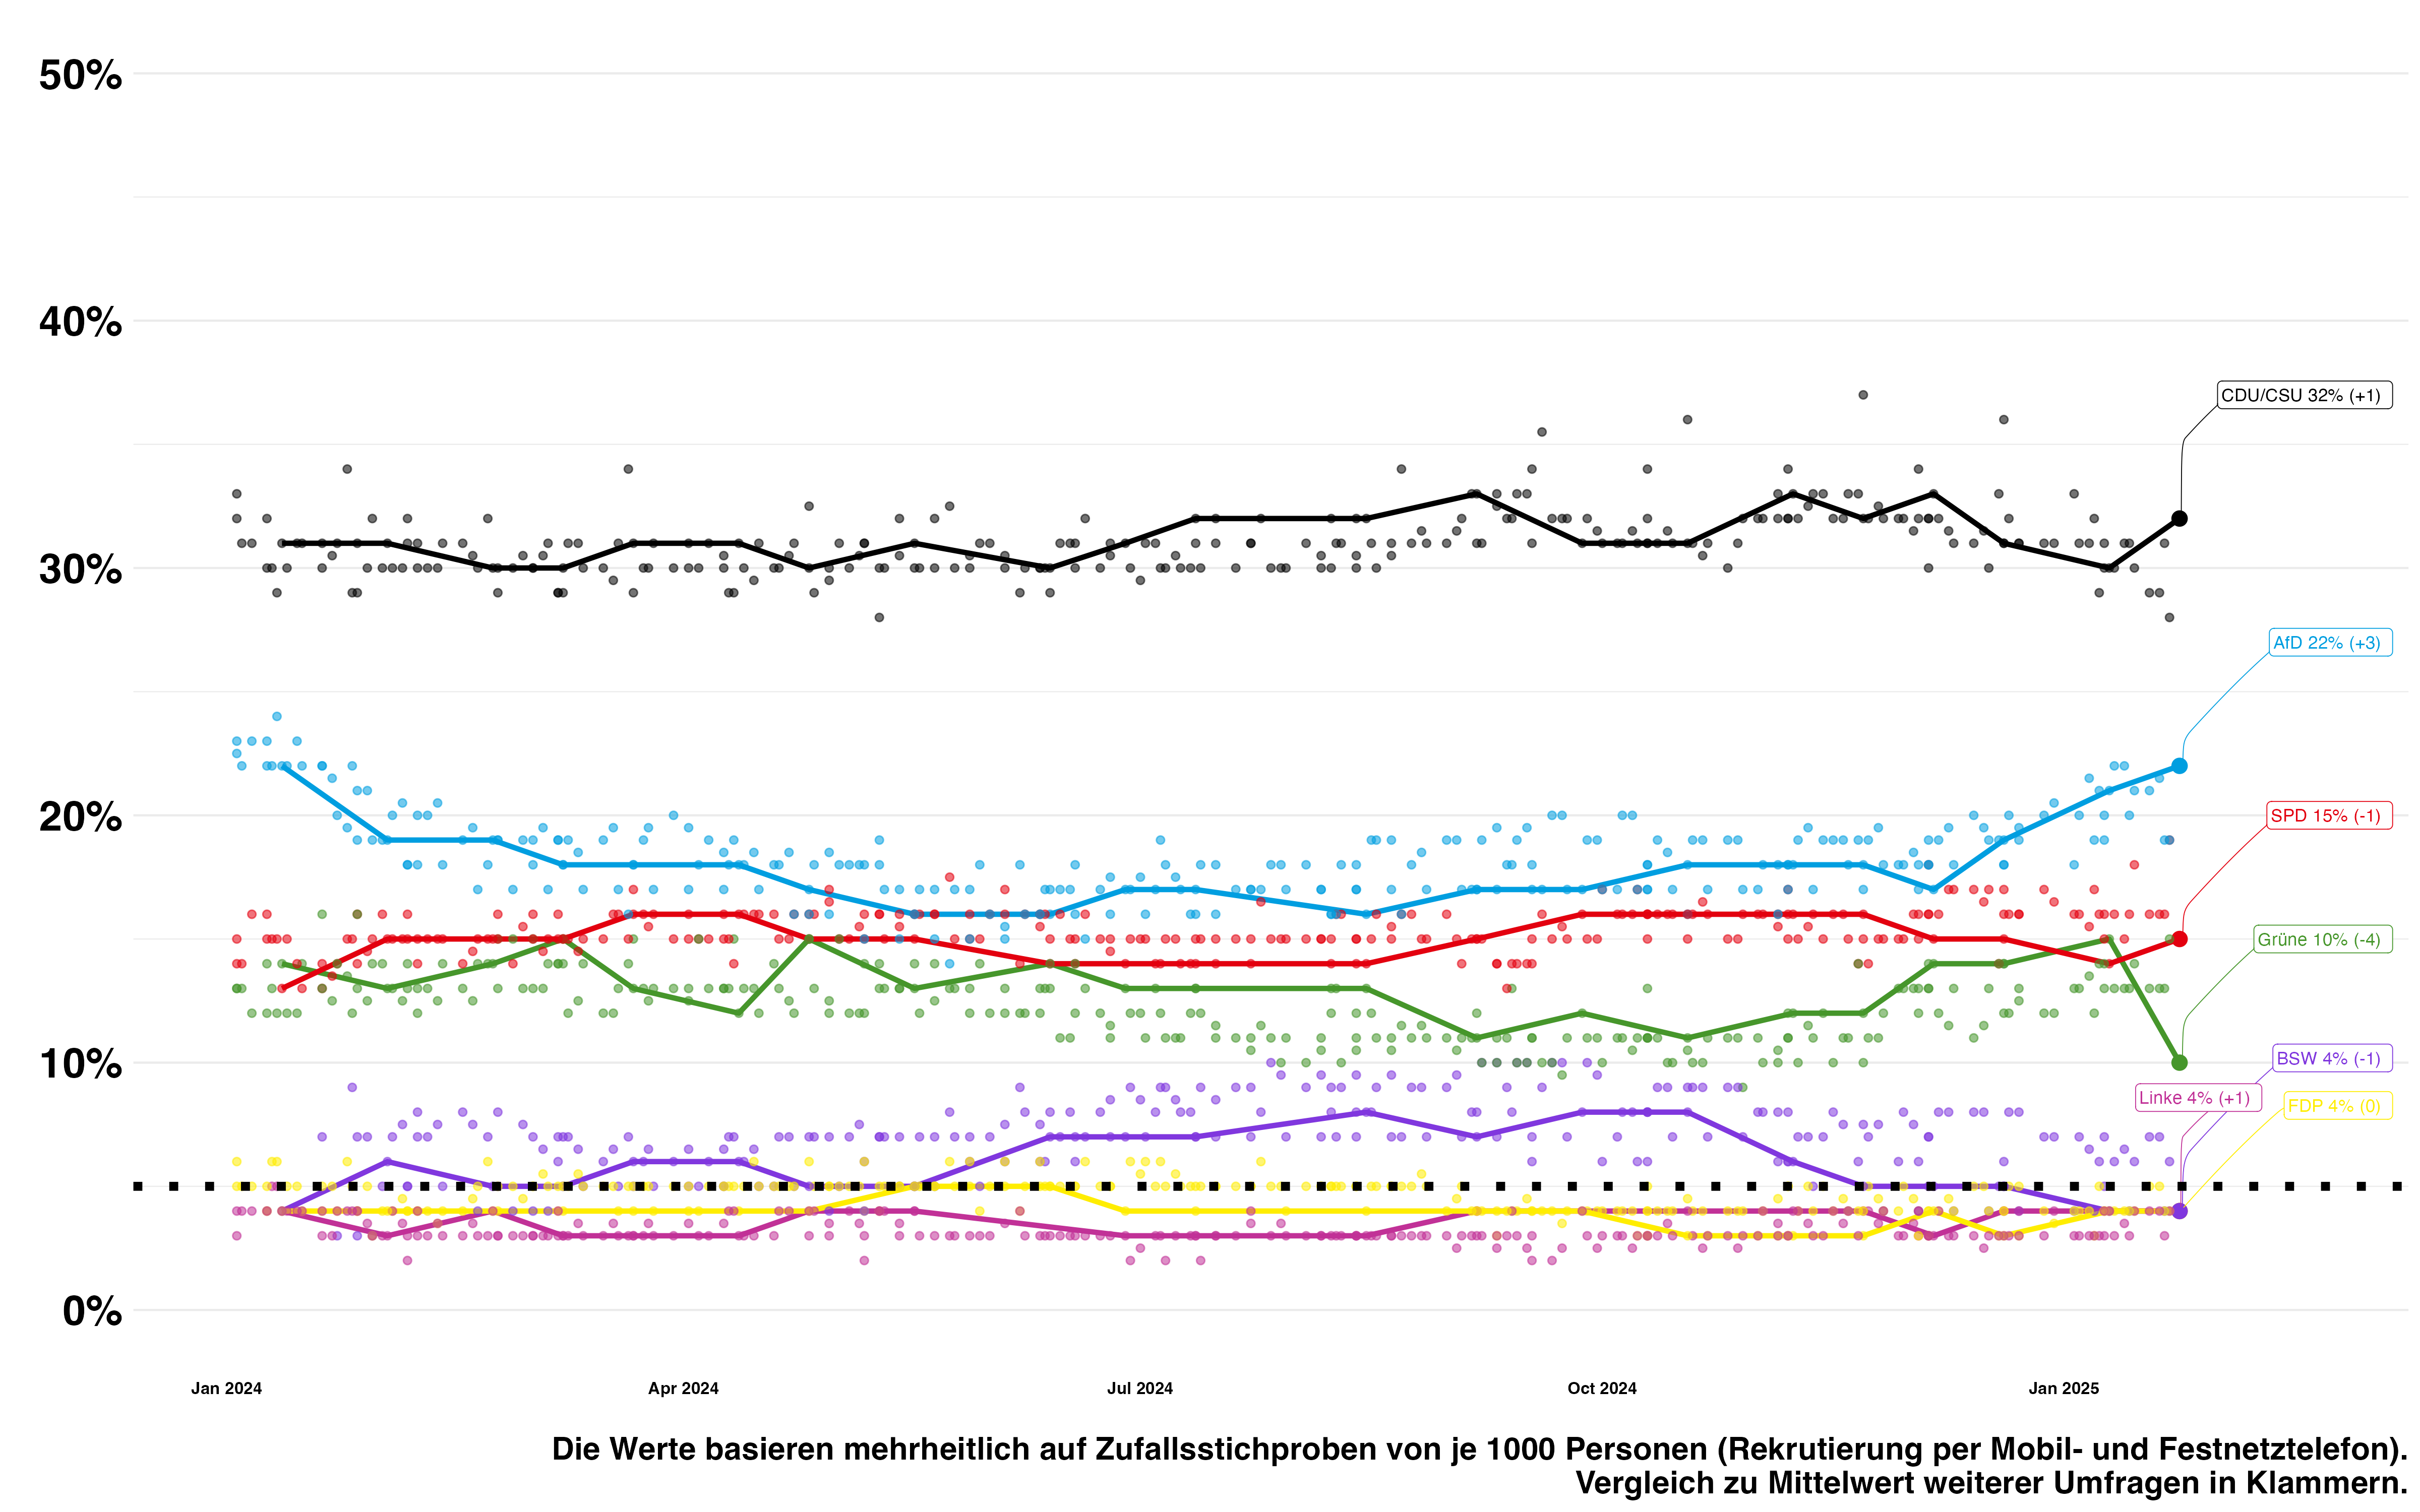 50%
40%
30%
20%
10%
0%
CDU/CSU 32% (+1)
AfD 22% (+3)
SPD 15% (-1)
Grüne 10% (-4)
BSW 4% (-1)
Linke 4% (+1)
FDP 4% (0)
Jan 2024
Apr 2024
Jul 2024
Oct 2024
Jan 2025
Die Werte basieren mehrheitlich auf Zufallsstichproben von je 1000 Personen (Rekrutierung per Mobil- und Festnetztelefon).
Vergleich zu Mittelwert weiterer Umfragen in Klammern.